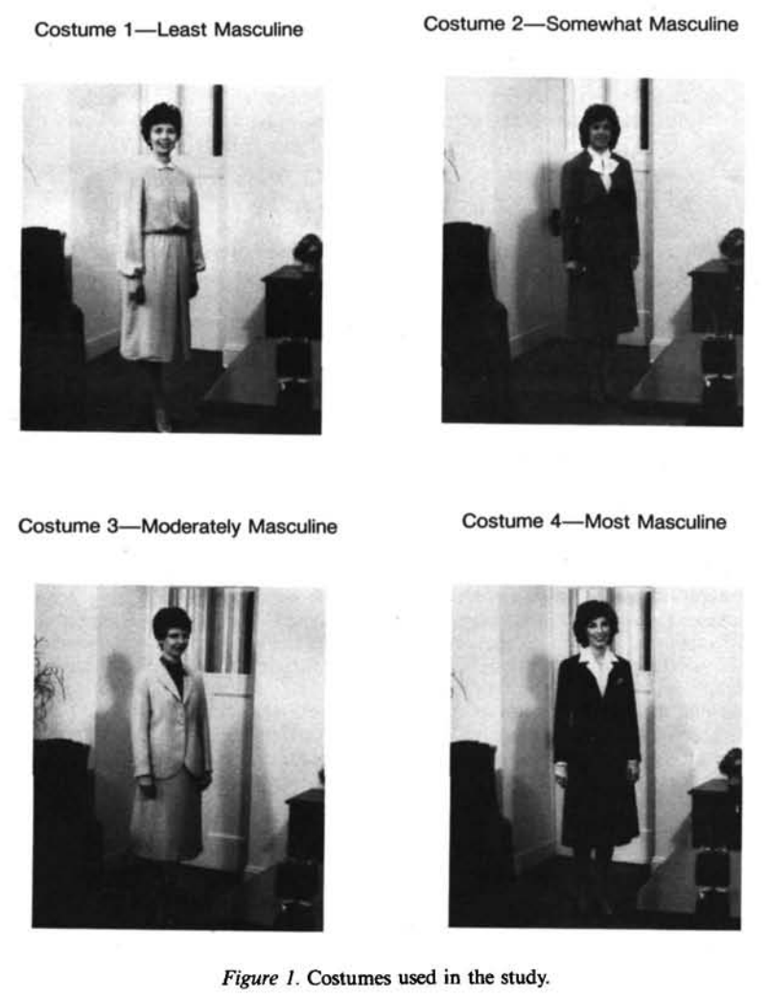 Costume 1—Least Masculine
Costume 2—Somewhat Masculine
Costume 3—Moderately Masculine
Costume 4—Most Masculine
Figure 1. Costumes used in the study.